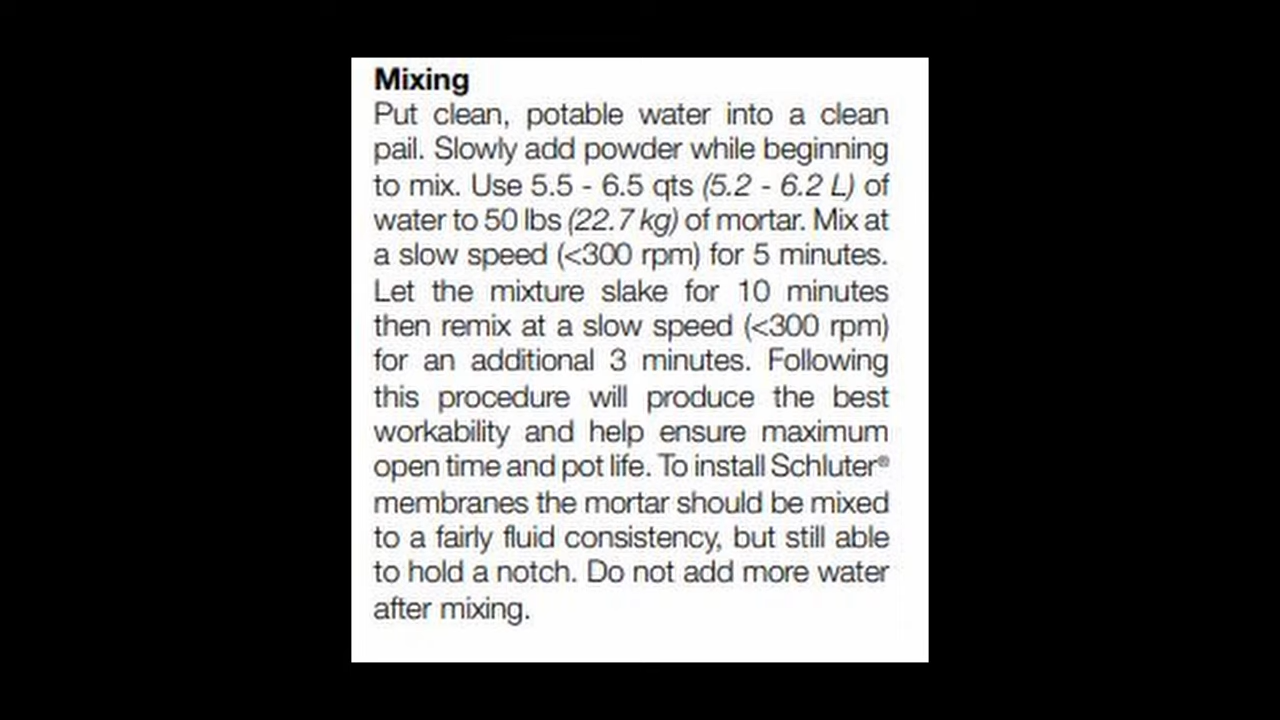 Mixing
Put clean, potable water into a clean
pail. Slowly add powder while beginning
to mix. Use 5.5 - 6.5 qts (5.2 - 6.2 L) of
water to 50 lbs (22.7 kg) of mortar. Mix at
a slow speed (<300 rpm) for 5 minutes.
Let the mixture slake for 10 minutes
then remix at a slow speed (<300 rpm)
for an additional 3 minutes. Following
this procedure will produce the best
workability and help ensure maximum
open time and pot life. To install Schluter®
membranes the mortar should be mixed
to a fairly fluid consistency, but still able
to hold a notch. Do not add more water
after mixing.